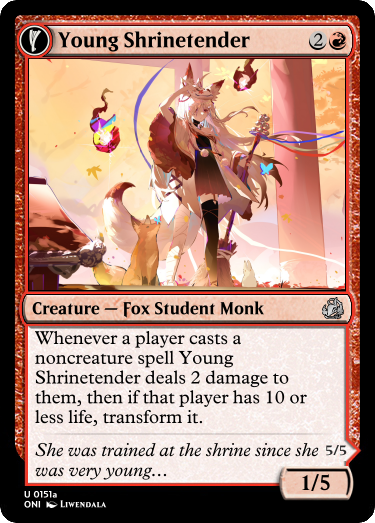 Young Shrinetender 2
Creature — Fox Student Monk
Whenever a player casts a
noncreature spell Young
Shrinetender deals 2 damage to
them, then if that player has 10 or
less life, transform it.
She was trained at the shrine since she
was very young…
5/5
1/5
U 0151a
ONI Liwendala